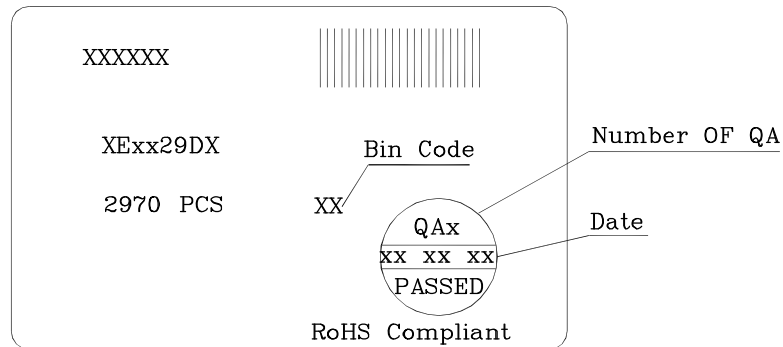 XXXXXX
XExx29DX
Bin Code
Number OF QA
2970 PCS
XX
QAx
Date
xx xx xx
PASSED
RoHS Compliant